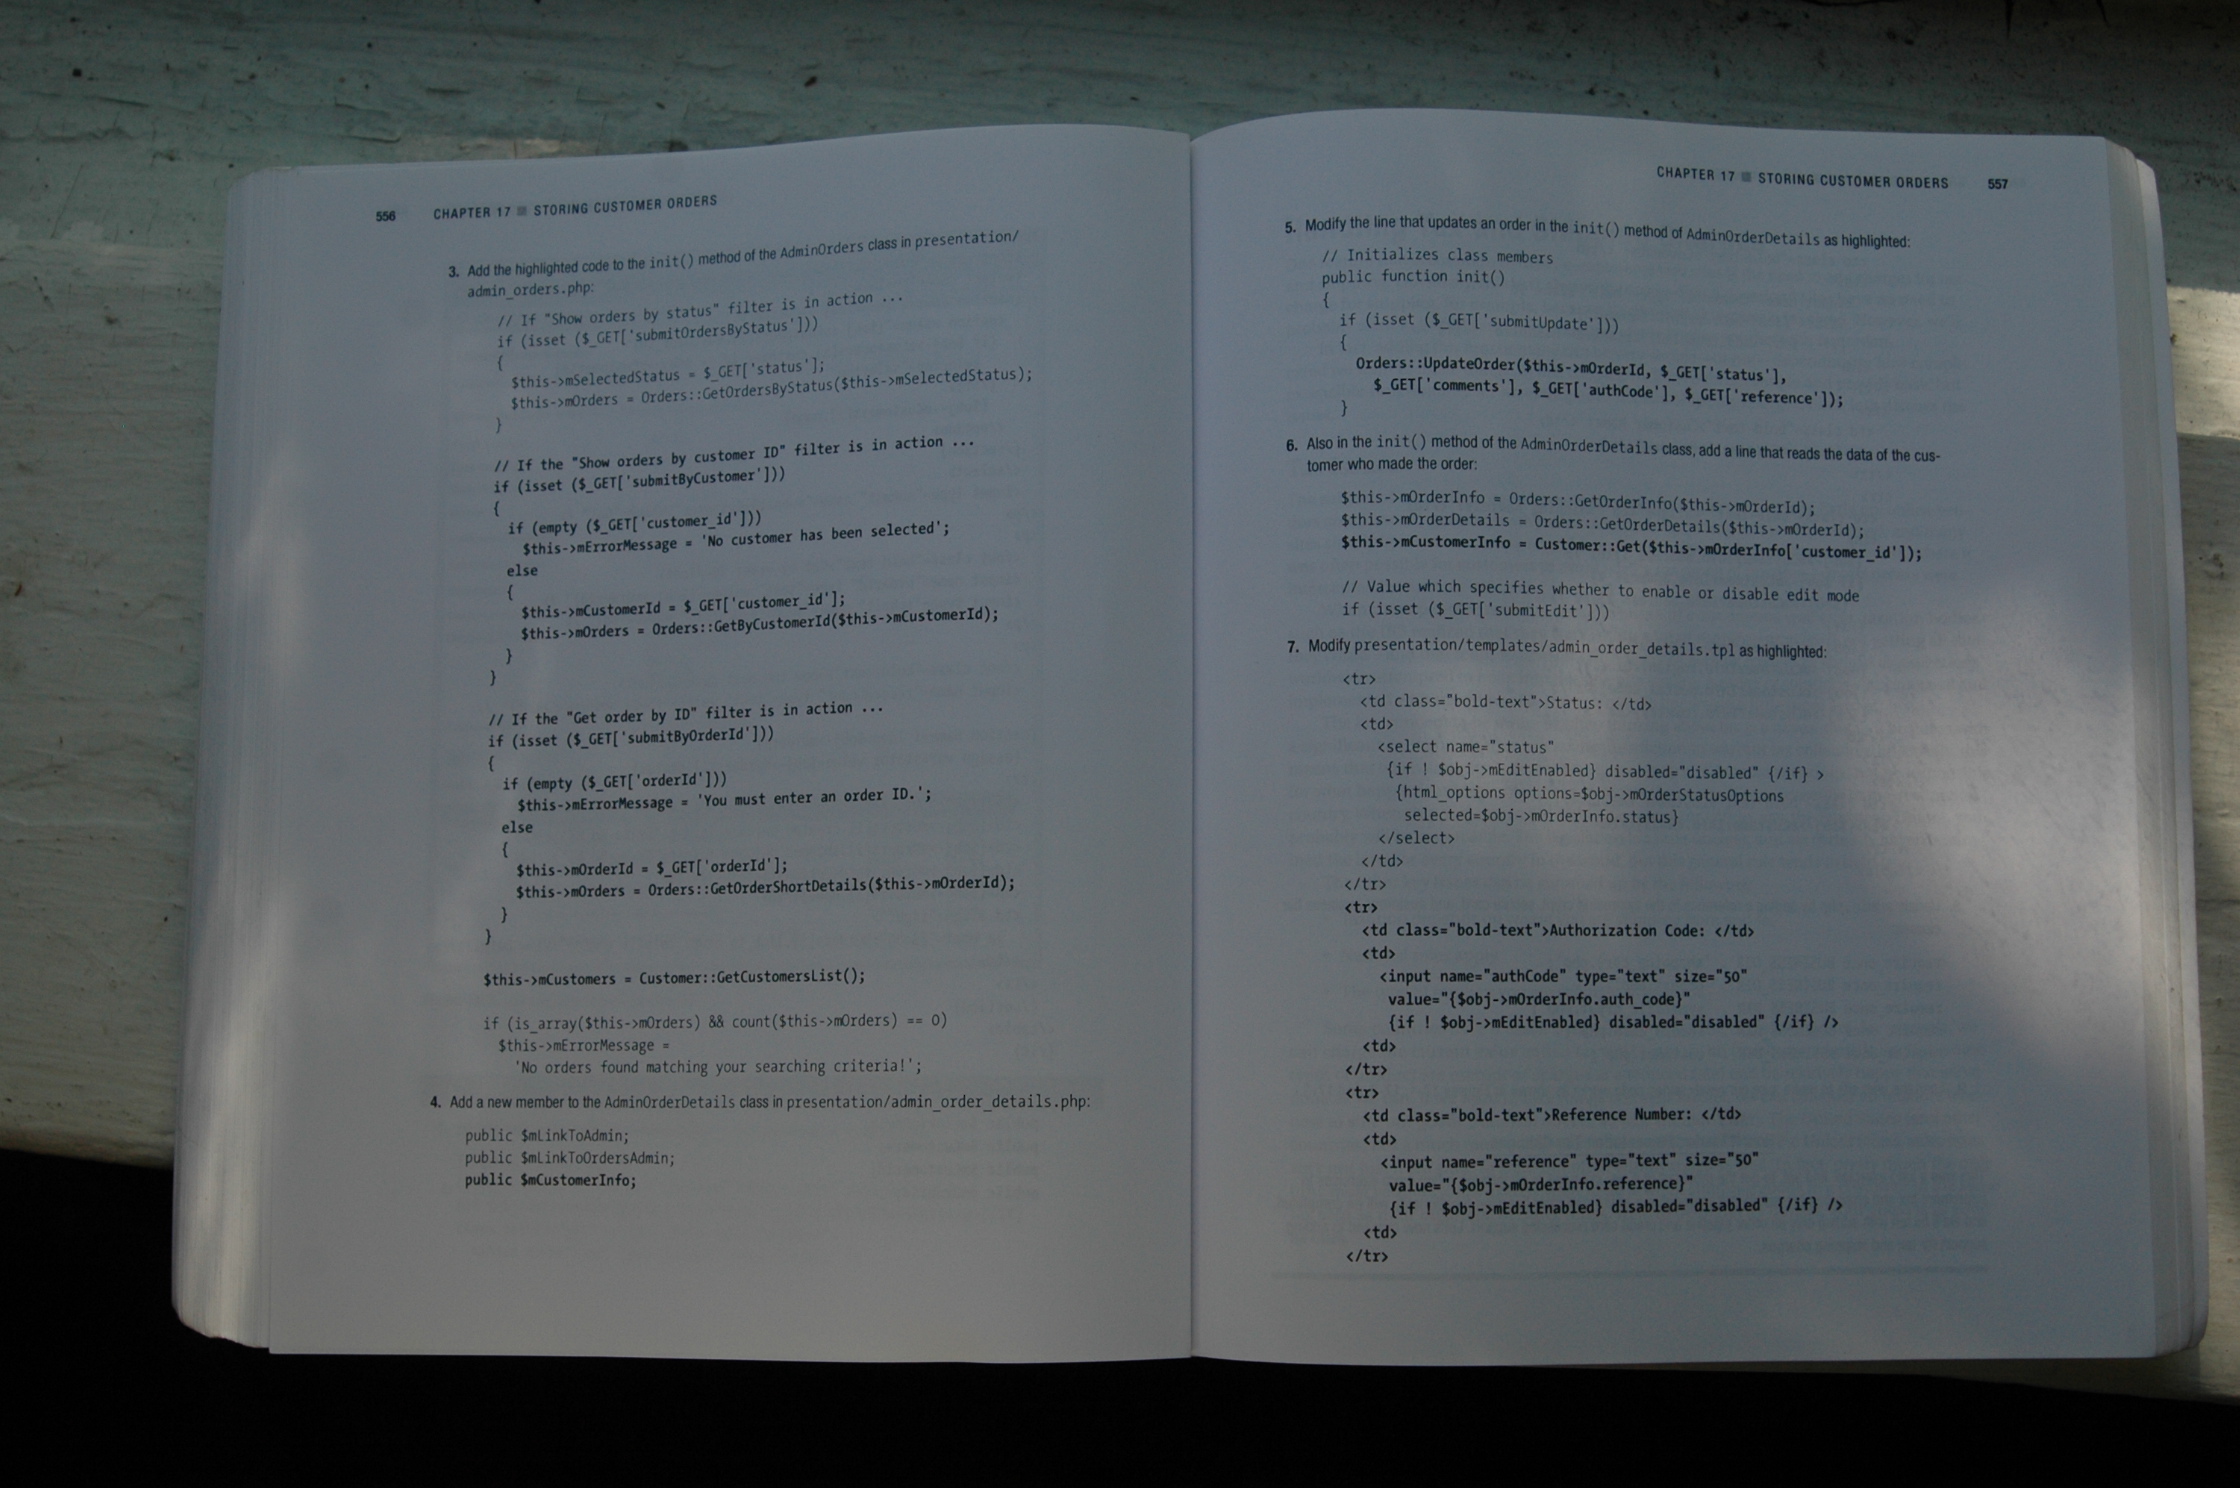 556 CHAPTER 17 ■ STORING CUSTOMER ORDERS
3. Add the highlighted code to the init() method of the AdminOrders class in presentation/
admin_orders.php:
// If "Show orders by status" filter is in action ...
if (isset ($_GET['submitOrdersByStatus']))
{
$this->mSelectedStatus = $_GET['status'];
$this->mOrders = Orders::GetOrdersByStatus($this->mSelectedStatus);
}
// If the "Show orders by customer ID" filter is in action ...
if (isset ($_GET['submitByCustomer']))
{
if (empty ($_GET['customer_id']))
$this->mErrorMessage = 'No customer has been selected';
else
{
$this->mCustomerId = $_GET['customer_id'];
$this->mOrders = Orders::GetByCustomerId($this->mCustomerId);
}
}
// If the "Get order by ID" filter is in action ...
if (isset ($_GET['submitByOrderId']))
{
if (empty ($_GET['orderId']))
$this->mErrorMessage = 'You must enter an order ID.';
else
{
$this->mOrderId = $_GET['orderId'];
$this->mOrders = Orders::GetOrderShortDetails($this->mOrderId);
}
}
$this->mCustomers = Customer::GetCustomersList();
if (is_array($this->mOrders) && count($this->mOrders) == 0)
$this->mErrorMessage =
'No orders found matching your searching criteria!';
4. Add a new member to the AdminOrderDetails class in presentation/admin_order_details.php:
public $mLinkToAdmin;
public $mLinkToOrdersAdmin;
public $mCustomerInfo;
CHAPTER 17 ■ STORING CUSTOMER ORDERS 557
5. Modify the line that updates an order in the init() method of AdminOrderDetails as highlighted:
// Initializes class members
public function init()
{
if (isset ($_GET['submitUpdate']))
{
Orders::UpdateOrder($this->mOrderId, $_GET['status'],
$_GET['comments'], $_GET['authCode'], $_GET['reference']);
}
6. Also in the init() method of the AdminOrderDetails class, add a line that reads the data of the cus-
tomer who made the order:
$this->mOrderInfo = Orders::GetOrderInfo($this->mOrderId);
$this->mOrderDetails = Orders::GetOrderDetails($this->mOrderId);
$this->mCustomerInfo = Customer::Get($this->mOrderInfo['customer_id']);
// Value which specifies whether to enable or disable edit mode
if (isset ($_GET['submitEdit']))
7. Modify presentation/templates/admin_order_details.tpl as highlighted:
<tr>
<td class="bold-text">Status: </td>
<td>
<select name="status"
{if ! $obj->mEditEnabled} disabled="disabled" {/if} >
{html_options options=$obj->mOrderStatusOptions
selected=$obj->mOrderInfo.status}
</select>
</td>
</tr>
<tr>
<td class="bold-text">Authorization Code: </td>
<td>
<input name="authCode" type="text" size="50"
value="{$obj->mOrderInfo.auth_code}"
{if ! $obj->mEditEnabled} disabled="disabled" {/if} />
<td>
</tr>
<tr>
<td class="bold-text">Reference Number: </td>
<td>
<input name="reference" type="text" size="50"
value="{$obj->mOrderInfo.reference}"
{if ! $obj->mEditEnabled} disabled="disabled" {/if} />
<td>
</tr>